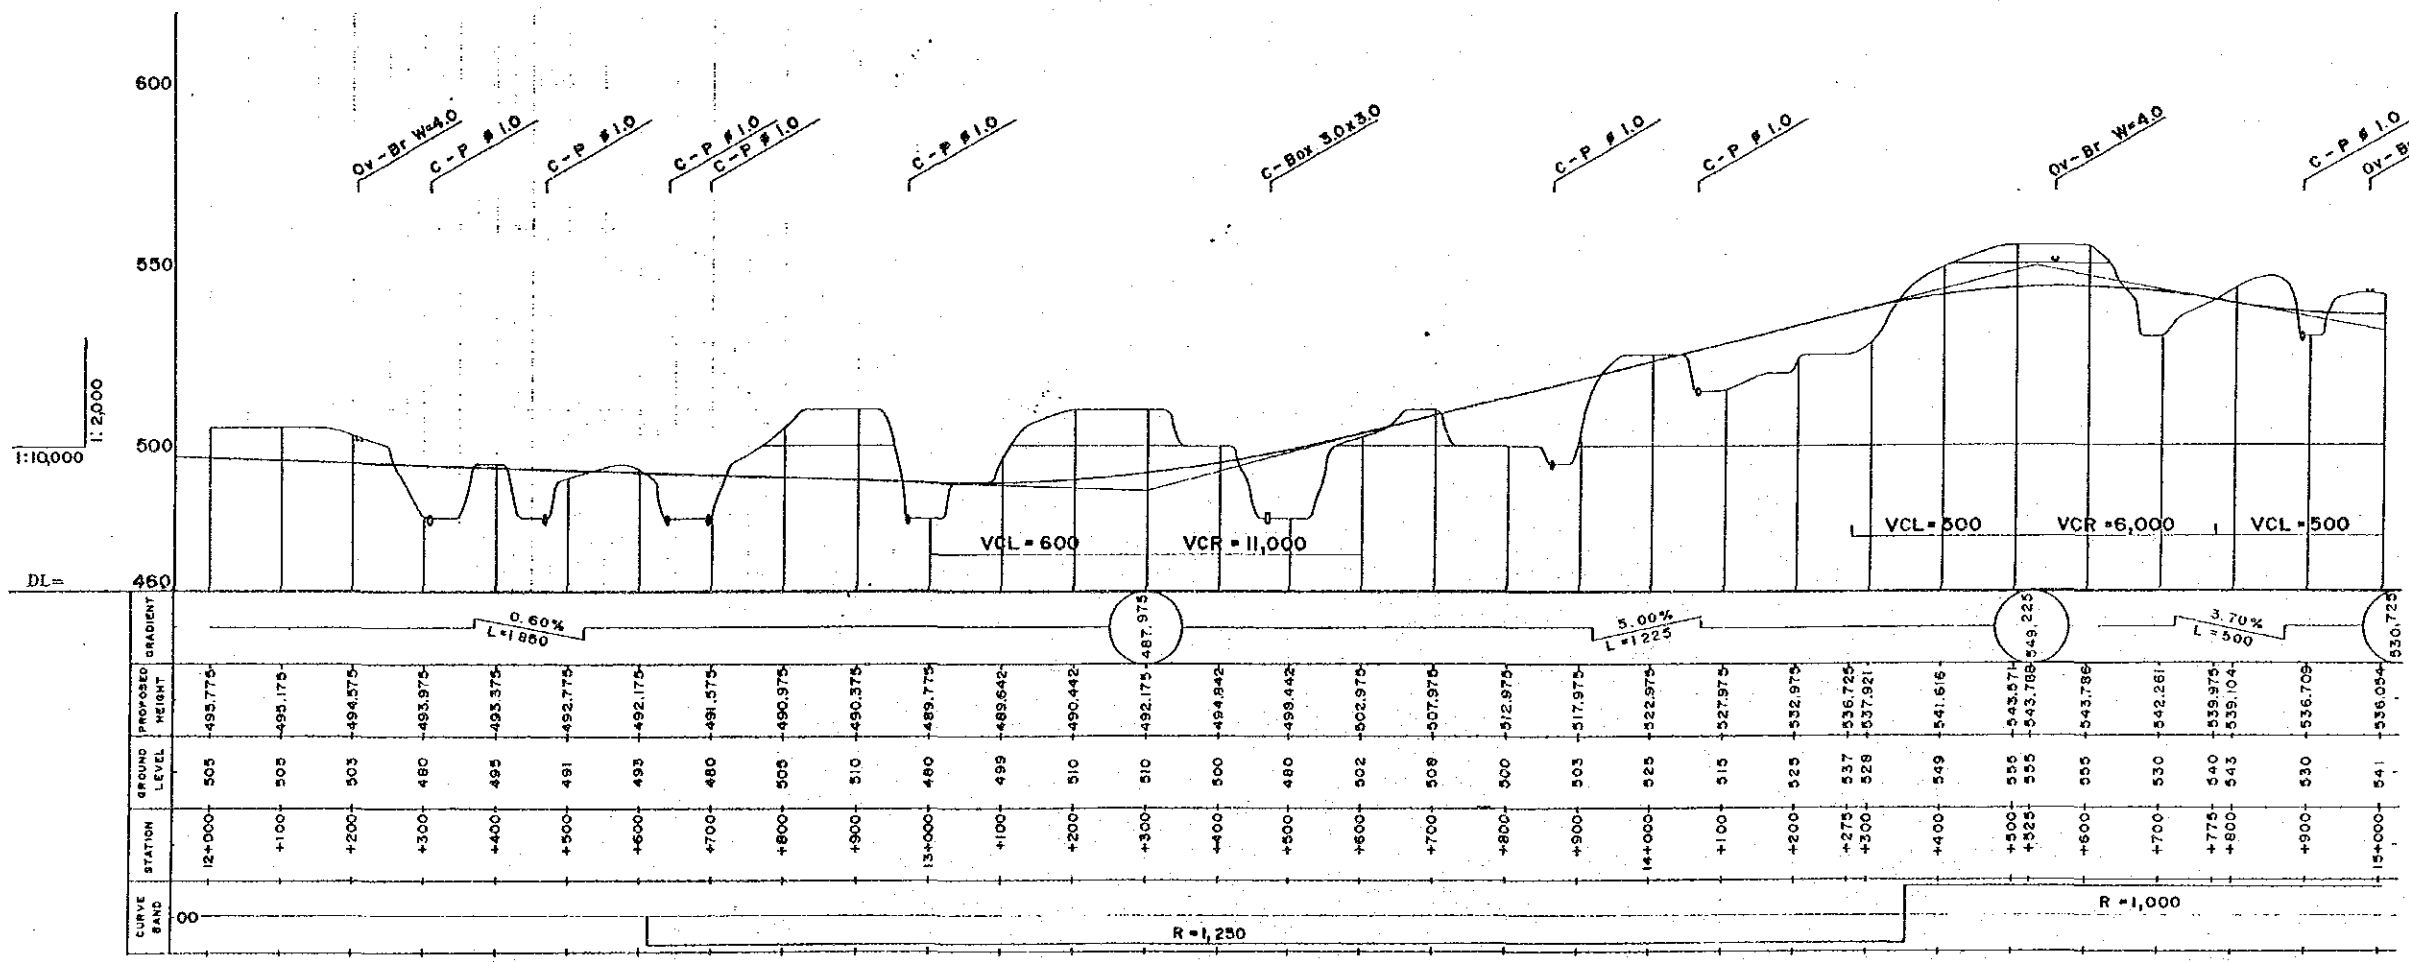 600
550
500
460
DL=
1:2,000
1:10,000
Ov-Br W=4.0
C-P ø 1.0
C-P ø 1.0
C-P ø 1.0
C-P ø 1.0
C-P ø 1.0
C-Box 3.0x3.0
C-P ø 1.0
C-P ø 1.0
Ov-Br W=4.0
C-P ø 1.0
Ov-B
VCL=600
VCR=11,000
VCL=500
VCR=6,000
VCL=500
GRADIENT
0.60%
L=1850
487.975
5.00%
L=1225
549.225
3.70%
L=500
530.725
PROPOSED HEIGHT
495.775 495.175 494.575 493.975 493.375 492.775 492.175 491.575 490.975 490.375 489.775 489.642 490.442 492.175 494.842 498.442 502.975 507.975 512.975 517.975 522.975 527.975 532.975 536.725 537.921 541.616 543.571 543.788 543.786 542.261 539.975 539.104 536.709 536.054
GROUND LEVEL
505 505 503 480 495 491 493 480 505 510 480 499 510 510 500 480 502 508 500 503 525 515 525 537 528 549 555 555 555 530 540 543 530 541
STATION
12+000 +100 +200 +300 +400 +500 +600 +700 +800 +900 13+000 +100 +200 +300 +400 +500 +600 +700 +800 +900 14+000 +100 +200 +275 +300 +400 +500 +525 +600 +700 +775 +800 +900 15+000
CURVE BAND
00
R=1,250
R=1,000